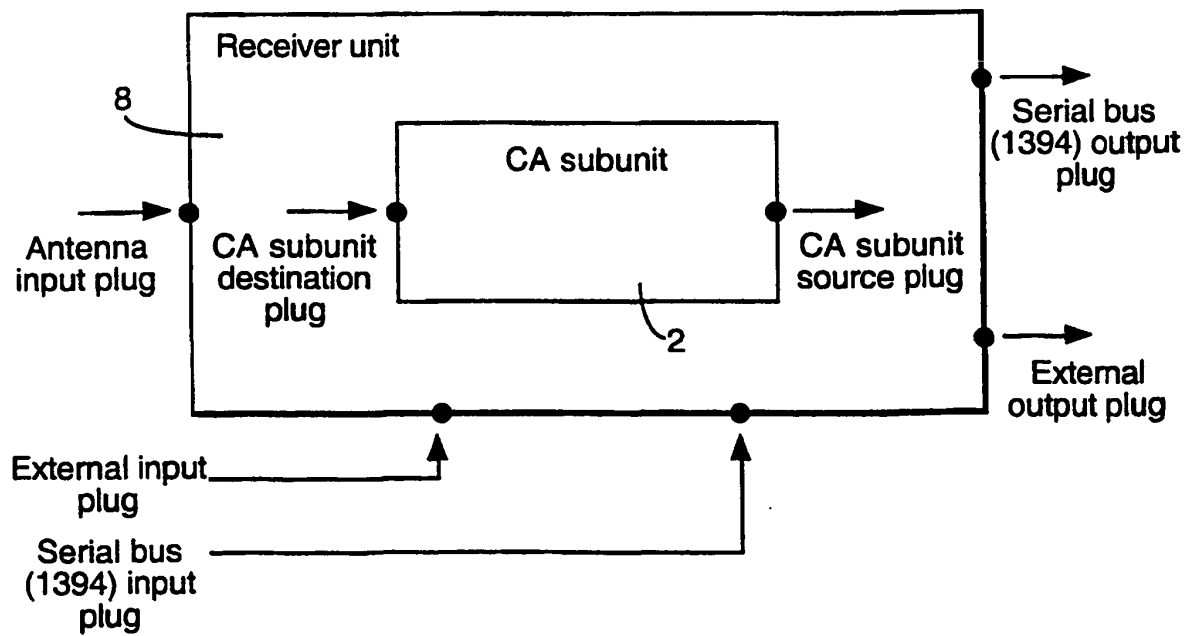 Receiver unit
8
CA subunit
Serial bus
(1394) output
plug
Antenna
input plug
CA subunit
destination
plug
CA subunit
source plug
2
External
output plug
External input
plug
Serial bus
(1394) input
plug